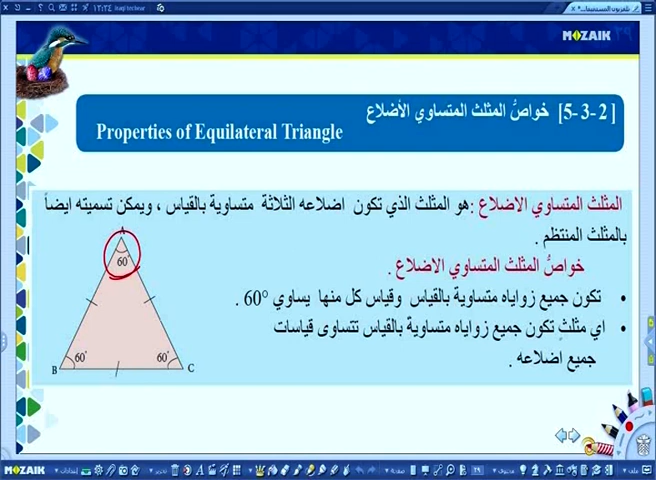 MOZAIK
[5-3-2] خواصُّ المثلث المتساوي الأضلاع
Properties of Equilateral Triangle
المثلث المتساوي الاضلاع : هو المثلث الذي تكون اضلاعه الثلاثة متساوية بالقياس ، ويمكن تسميته ايضاً
بالمثلث المنتظم .
خواصُّ المثلث المتساوي الاضلاع .
• تكون جميع زواياه متساوية بالقياس وقياس كل منها يساوي 60° .
• اي مثلثٍ تكون جميع زواياه متساوية بالقياس تتساوى قياسات
جميع اضلاعه .
A
60°
60°
60°
B
C
MOZAIK